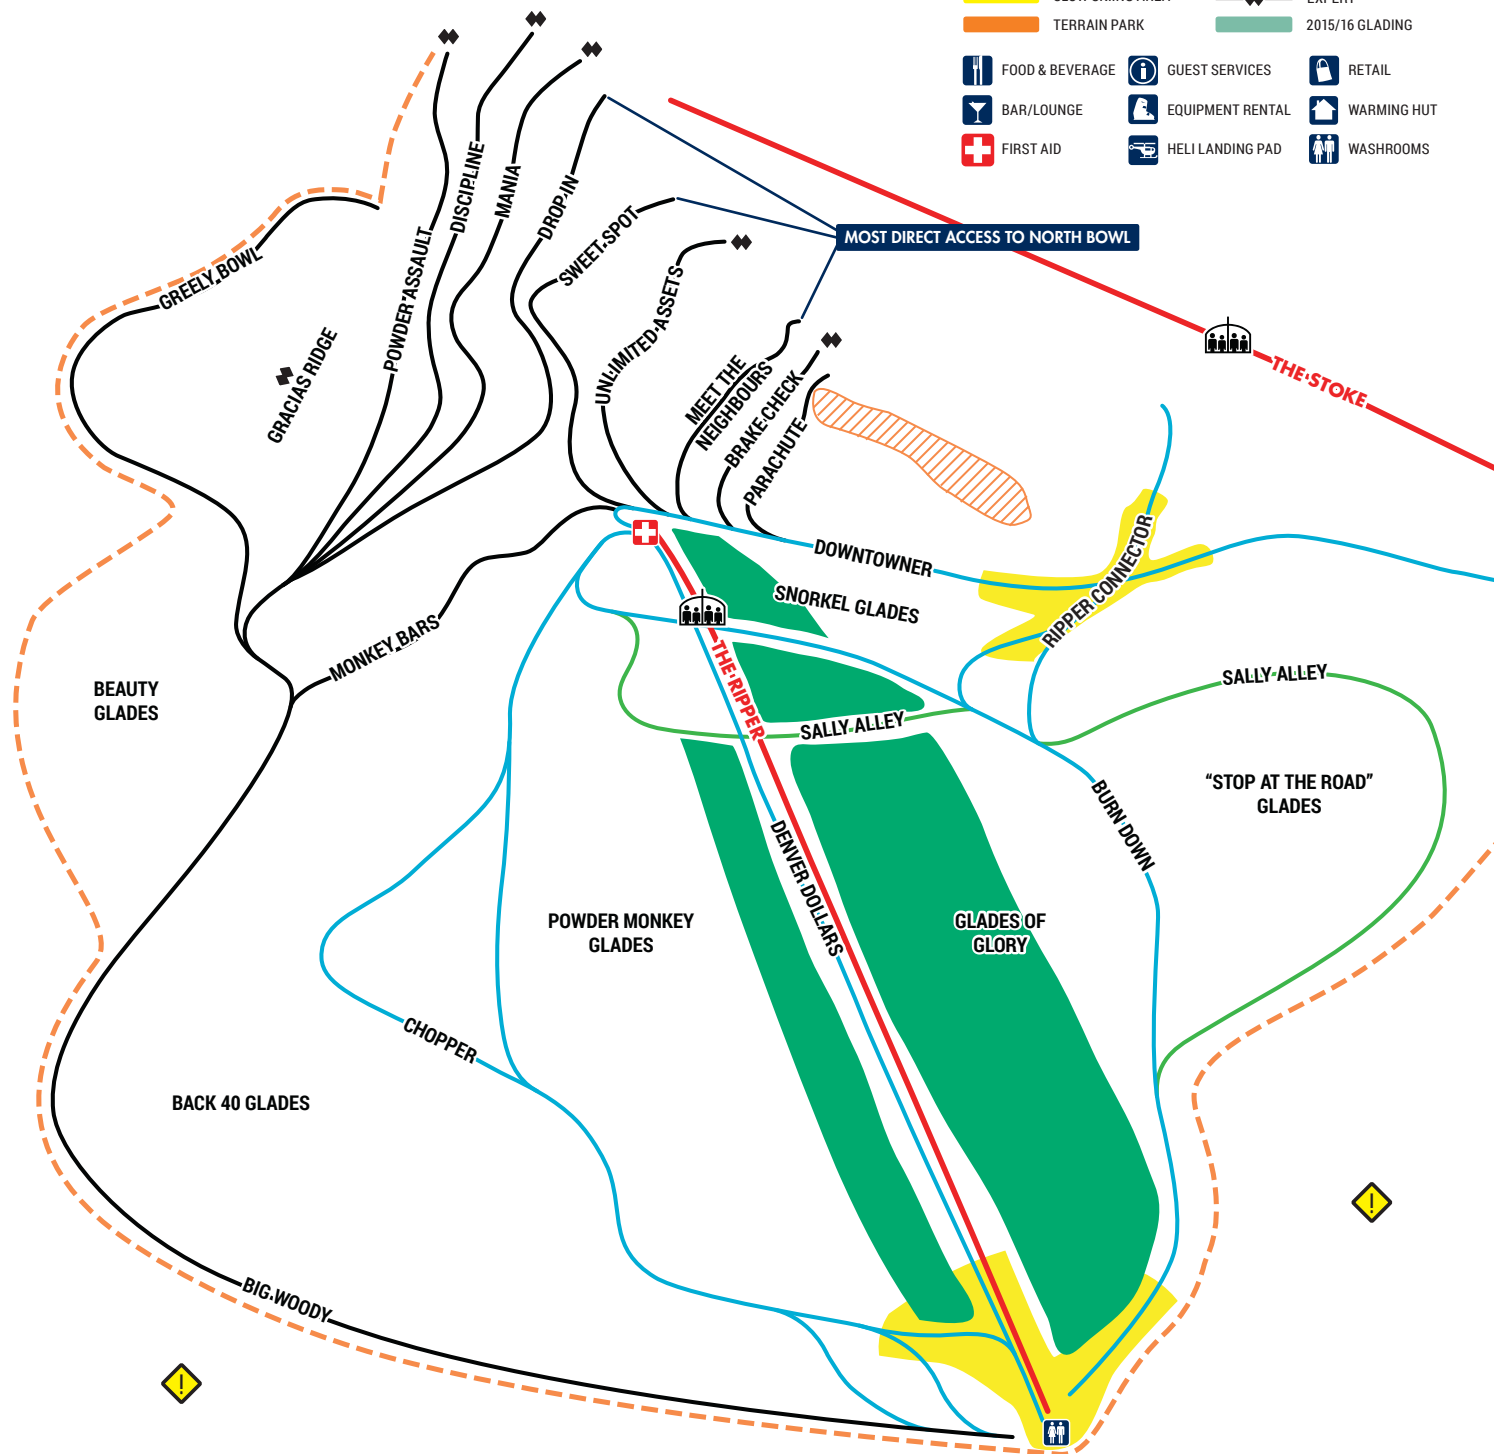 TERRAIN PARK
2015/16 GLADING
FOOD & BEVERAGE
GUEST SERVICES
RETAIL
BAR/LOUNGE
EQUIPMENT RENTAL
WARMING HUT
FIRST AID
HELI LANDING PAD
WASHROOMS
MOST DIRECT ACCESS TO NORTH BOWL
THE STOKE
GREELY BOWL
GRACIAS RIDGE
POWDER ASSAULT
DISCIPLINE
MANIA
DROP IN
SWEET SPOT
UNLIMITED ASSETS
MEET THE
NEIGHBOURS
BRAKE CHECK
PARACHUTE
DOWNTOWNER
SNORKEL GLADES
RIPPER CONNECTOR
MONKEY BARS
THE RIPPER
SALLY ALLEY
SALLY ALLEY
BEAUTY
GLADES
"STOP AT THE ROAD"
GLADES
BURN DOWN
DENVER DOLLARS
POWDER MONKEY
GLADES
GLADES OF
GLORY
CHOPPER
BACK 40 GLADES
BIG WOODY